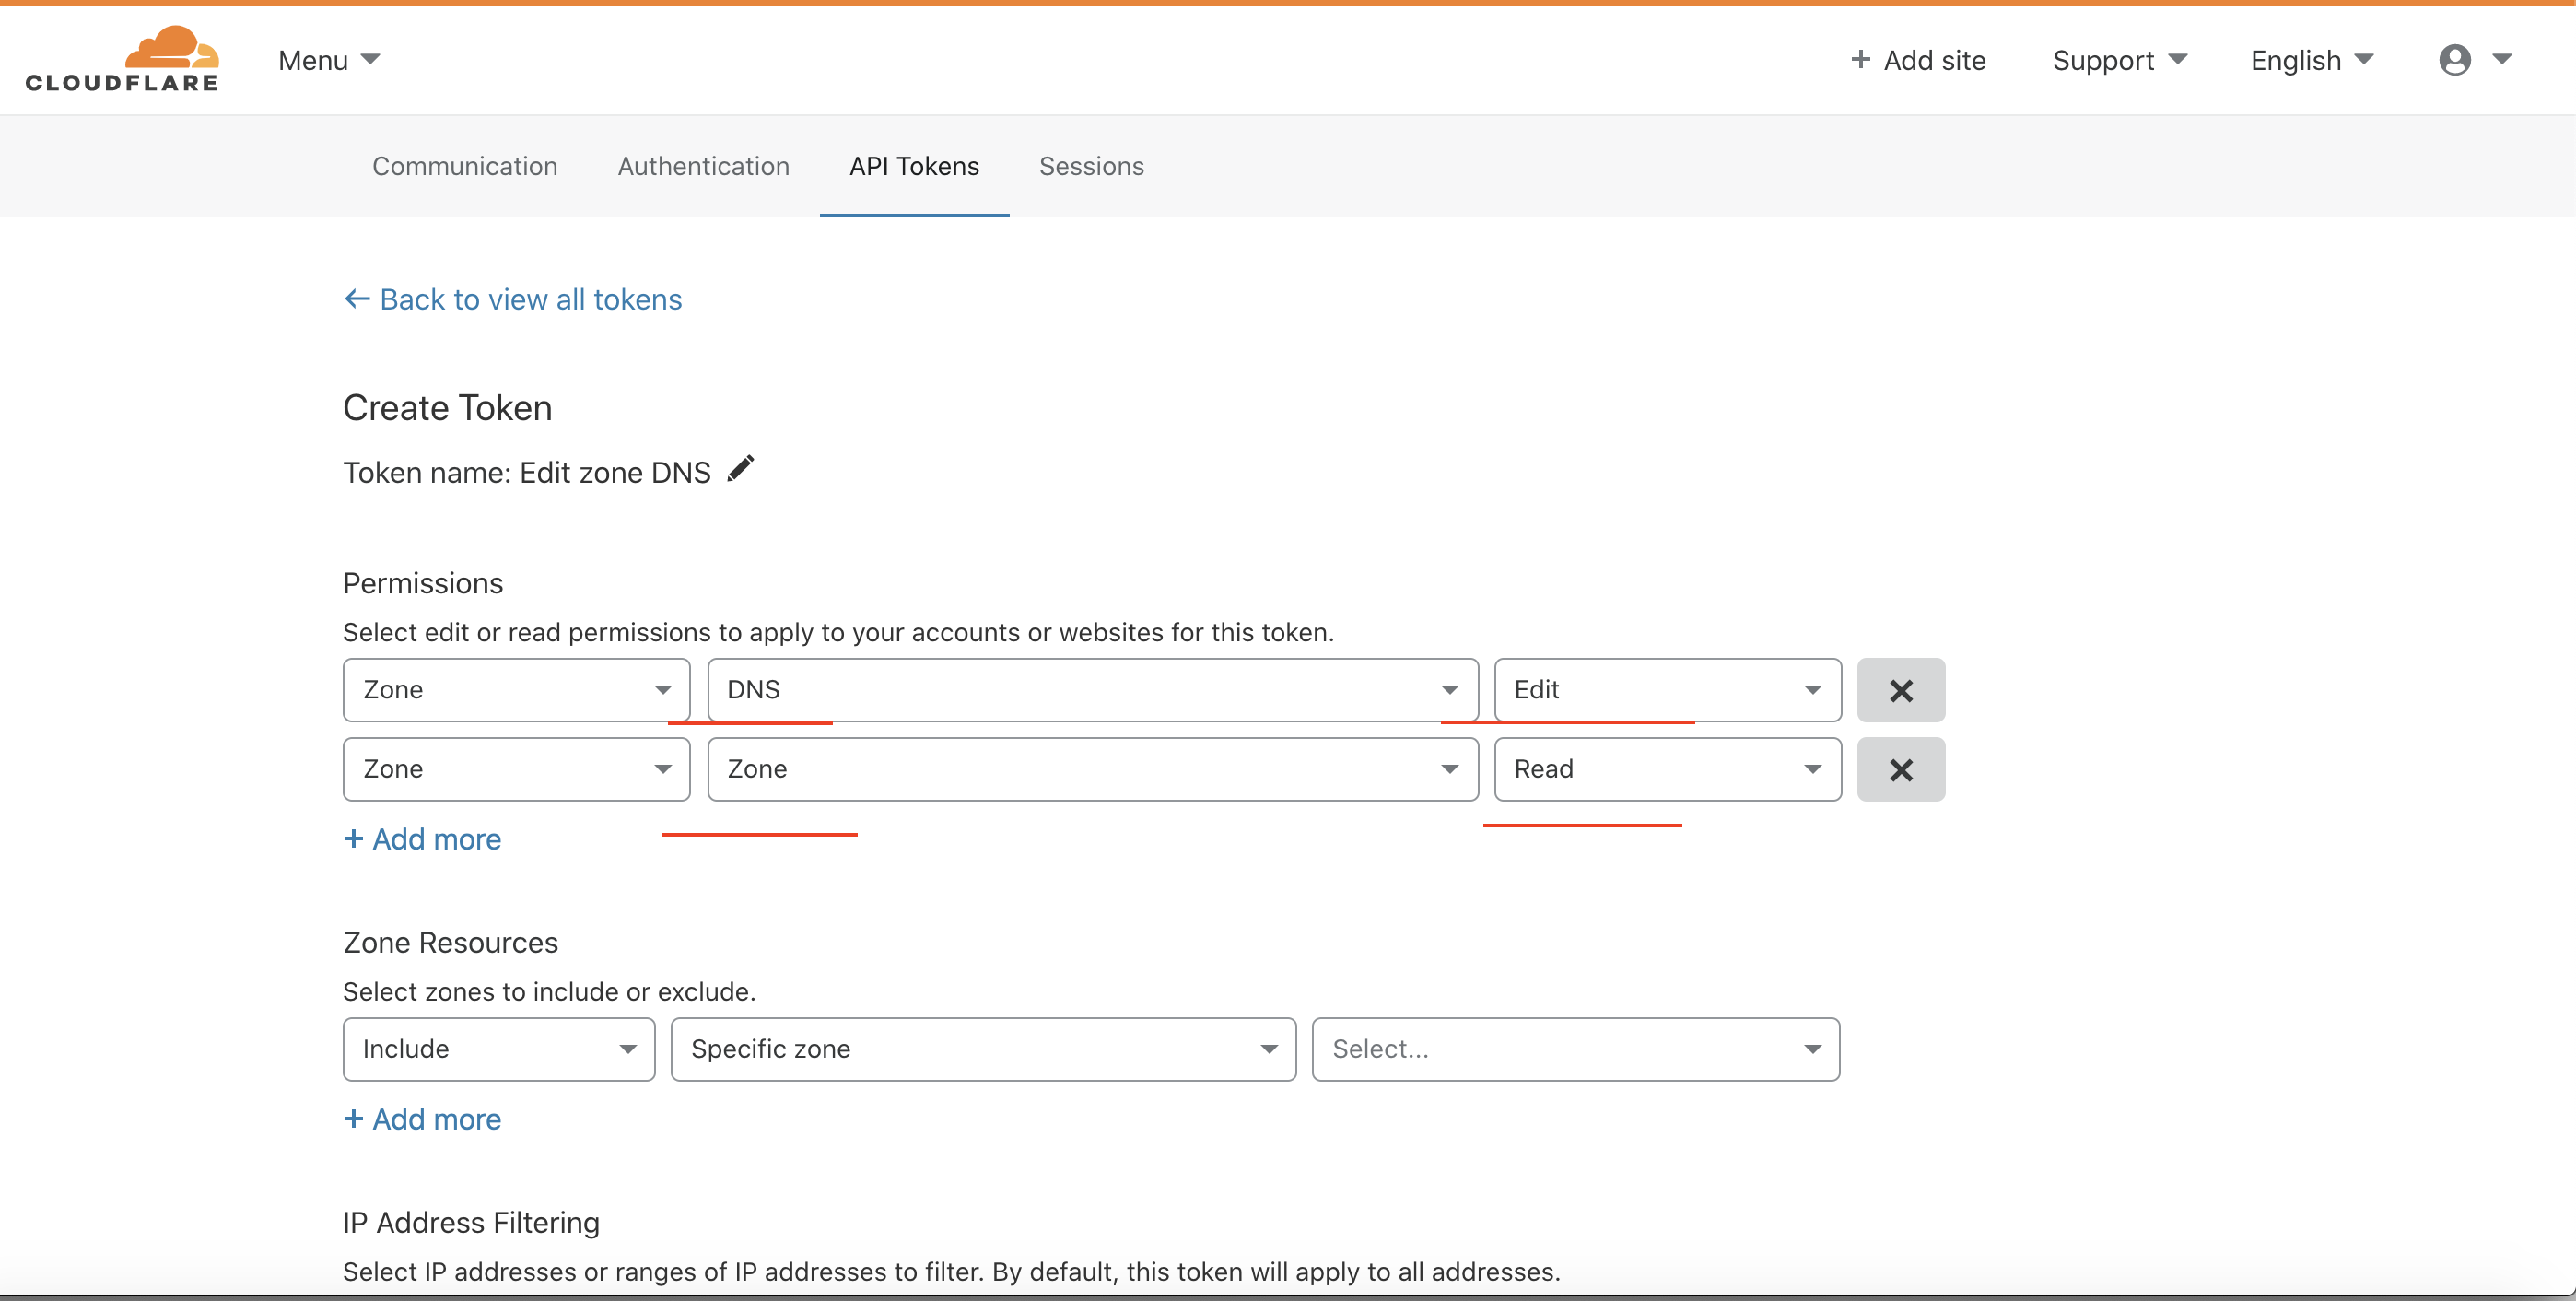 CLOUDFLARE Menu + Add site Support English
Communication Authentication API Tokens Sessions
← Back to view all tokens
Create Token
Token name: Edit zone DNS
Permissions
Select edit or read permissions to apply to your accounts or websites for this token.
Zone DNS Edit
Zone Zone Read
+ Add more
Zone Resources
Select zones to include or exclude.
Include Specific zone Select...
+ Add more
IP Address Filtering
Select IP addresses or ranges of IP addresses to filter. By default, this token will apply to all addresses.